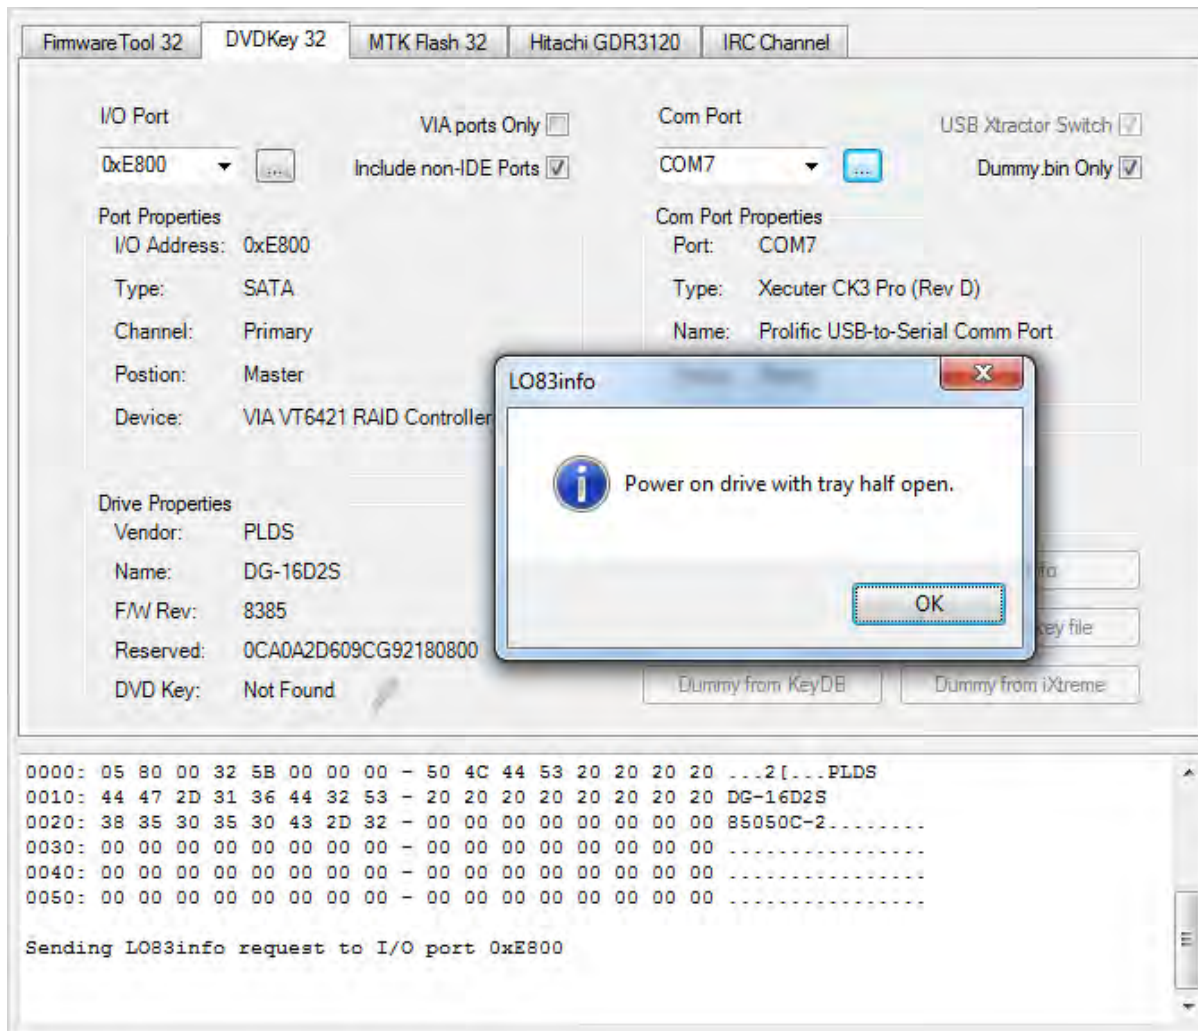 FirmwareTool 32 DVDKey 32 MTK Flash 32 Hitachi GDR3120 IRC Channel
I/O Port
VIA ports Only
0xE800 ...
Include non-IDE Ports
Com Port
USB Xtractor Switch
COM7 ...
Dummy.bin Only
Port Properties
I/O Address: 0xE800
Type: SATA
Channel: Primary
Postion: Master
Device: VIA VT6421 RAID Controller
Com Port Properties
Port: COM7
Type: Xecuter CK3 Pro (Rev D)
Name: Prolific USB-to-Serial Comm Port
LO83info
Power on drive with tray half open.
OK
Drive Properties
Vendor: PLDS
Name: DG-16D2S
F/W Rev: 8385
Reserved: 0CA0A2D609CG92180800
DVD Key: Not Found
key file
Dummy from KeyDB Dummy from iXtreme
0000: 05 80 00 32 5B 00 00 00 - 50 4C 44 53 20 20 20 20 ...2[...PLDS
0010: 44 47 2D 31 36 44 32 53 - 20 20 20 20 20 20 20 20 DG-16D2S
0020: 38 35 30 35 30 43 2D 32 - 00 00 00 00 00 00 00 00 85050C-2........
0030: 00 00 00 00 00 00 00 00 - 00 00 00 00 00 00 00 00 ................
0040: 00 00 00 00 00 00 00 00 - 00 00 00 00 00 00 00 00 ................
0050: 00 00 00 00 00 00 00 00 - 00 00 00 00 00 00 00 00 ................
Sending LO83info request to I/O port 0xE800